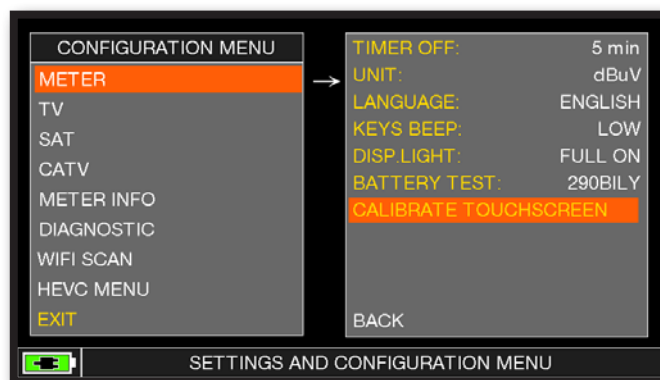 CONFIGURATION MENU
METER
TV
SAT
CATV
METER INFO
DIAGNOSTIC
WIFI SCAN
HEVC MENU
EXIT
TIMER OFF: 5 min
UNIT: dBuV
LANGUAGE: ENGLISH
KEYS BEEP: LOW
DISP.LIGHT: FULL ON
BATTERY TEST: 290BILY
CALIBRATE TOUCHSCREEN
BACK
SETTINGS AND CONFIGURATION MENU